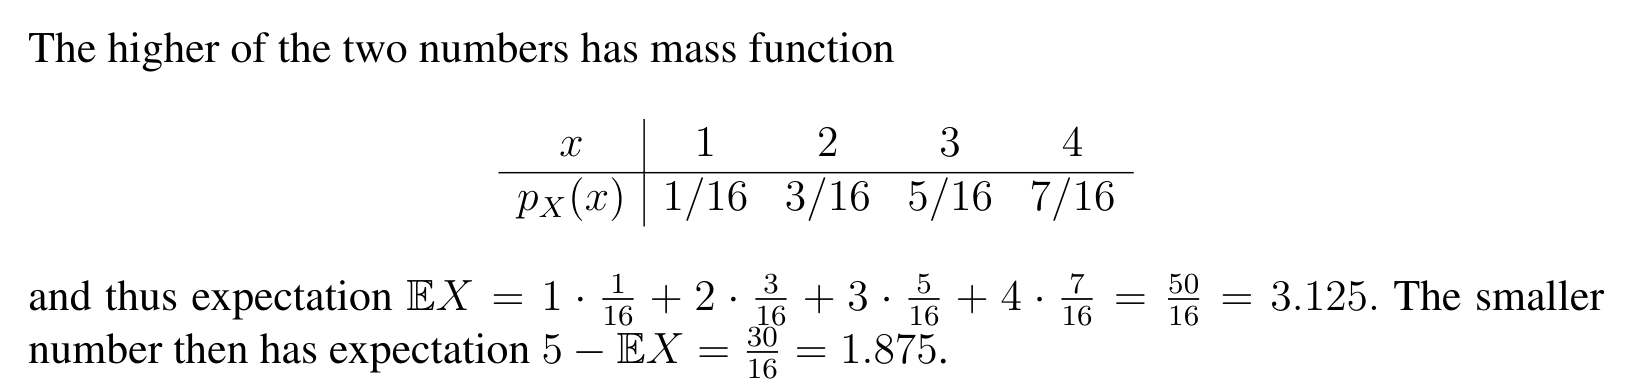 The higher of the two numbers has mass function
x 1 2 3 4
p_X(x) 1/16 3/16 5/16 7/16
and thus expectation 𝔼X = 1 · 1/16 + 2 · 3/16 + 3 · 5/16 + 4 · 7/16 = 50/16 = 3.125. The smaller
number then has expectation 5 − 𝔼X = 30/16 = 1.875.